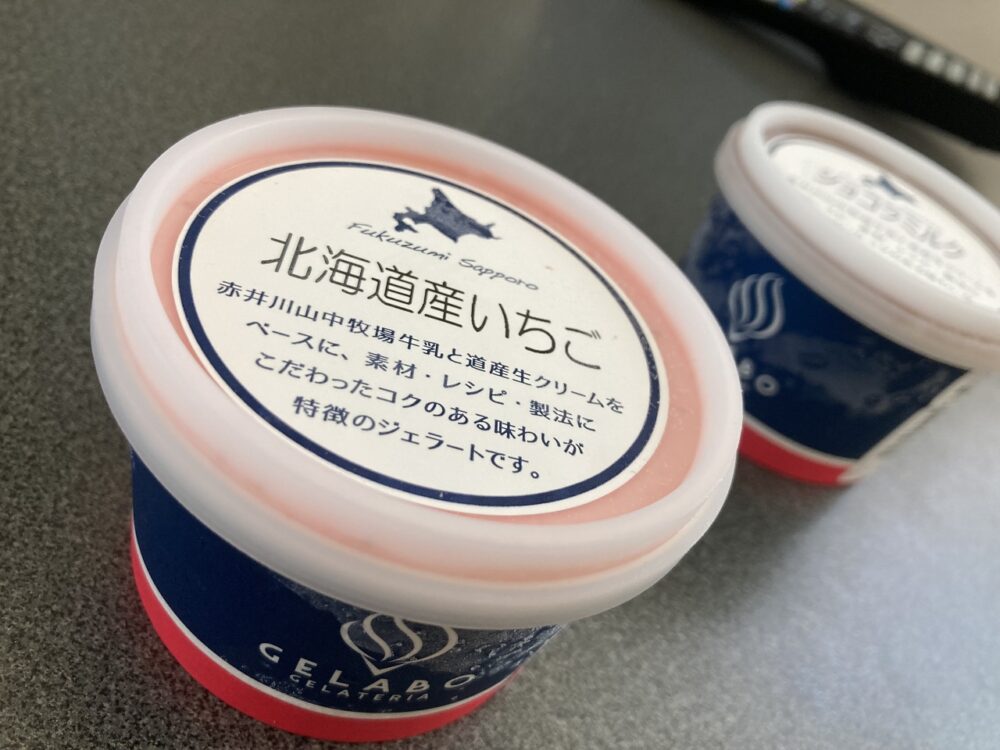 Fukuzumi Sapporo
北海道産いちご
赤井川山中牧場牛乳と道産生クリームを
ベースに、素材・レシピ・製法に
こだわったコクのある味わいが
特徴のジェラートです。
GELABO
GELATERIA
ショコラミルク
BO